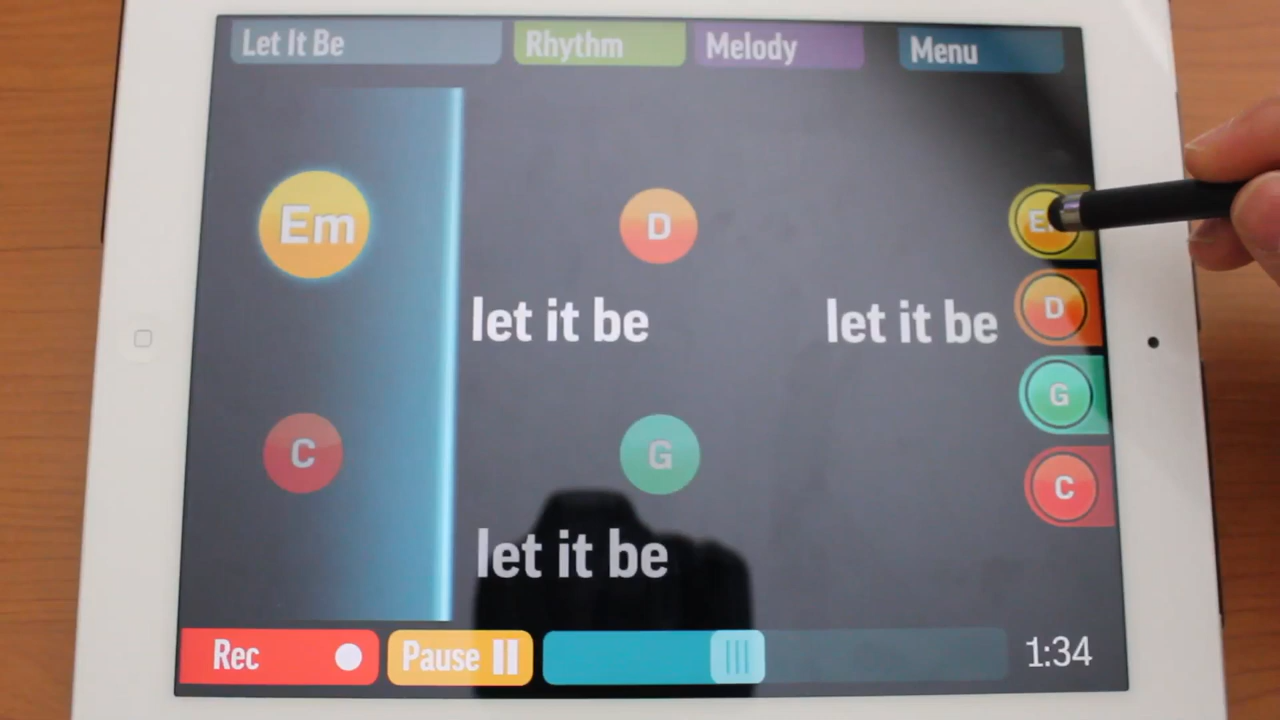 Let It Be
Rhythm
Melody
Menu
Em
D
D
let it be
let it be
G
C
G
C
let it be
Rec
Pause
1:34